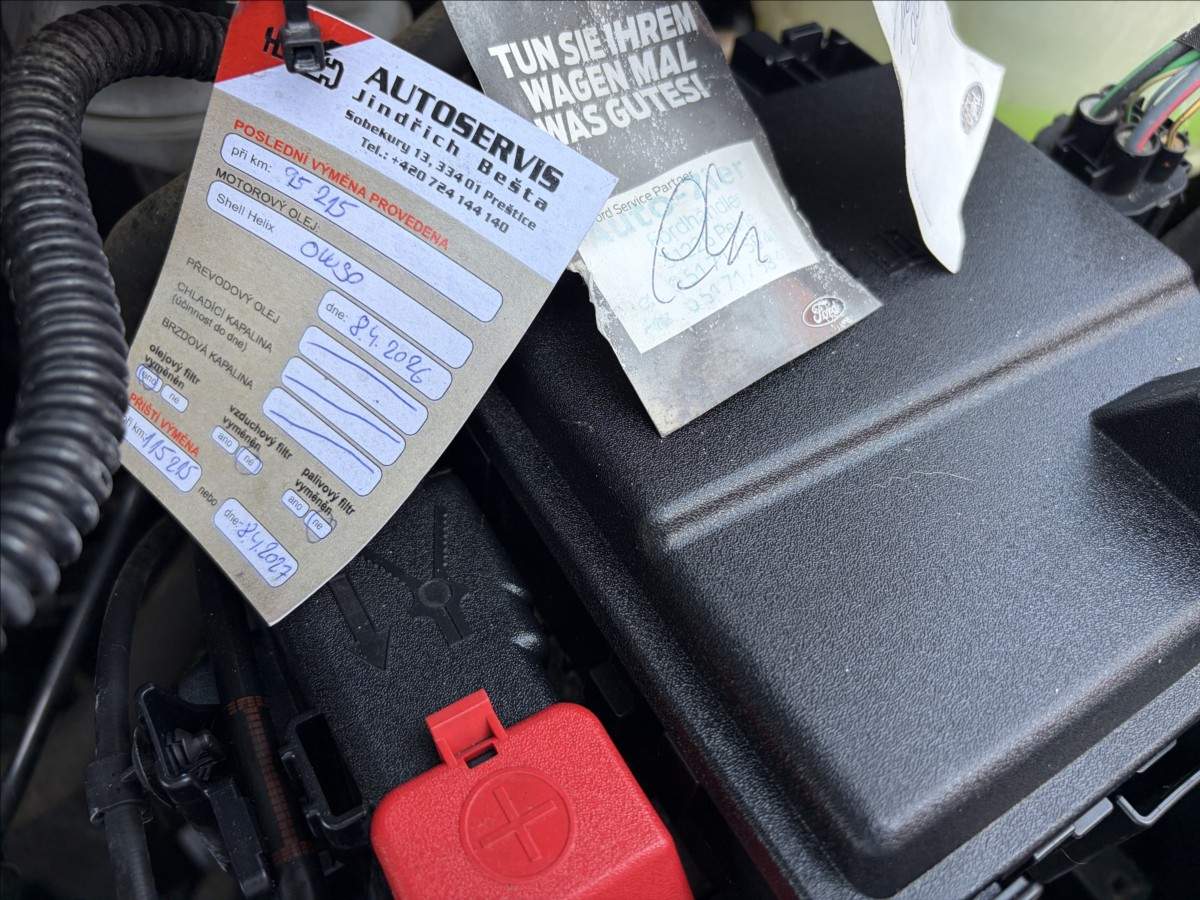 AUTOSERVIS
Jindřich Bešta
Sobekury 13, 334 01 Přeštice
Tel.: +420 724 144 140
POSLEDNÍ VÝMĚNA PROVEDENA
při km: 95 215
MOTOROVÝ OLEJ:
Shell Helix 0W30
dne: 8.4. 2026
PŘEVODOVÝ OLEJ
CHLADÍCÍ KAPALINA
(účinnost do dne)
BRZDOVÁ KAPALINA
olejový filtr
vyměněn
ano ne
vzduchový filtr
vyměněn
ano ne
palivový filtr
vyměněn
ano ne
PŘÍŠTÍ VÝMĚNA
při km: 115 215
nebo
dne: 8.4.2027
TUN SIE IHREM
WAGEN MAL
WAS GUTES!
Ford Service Partner
Ford